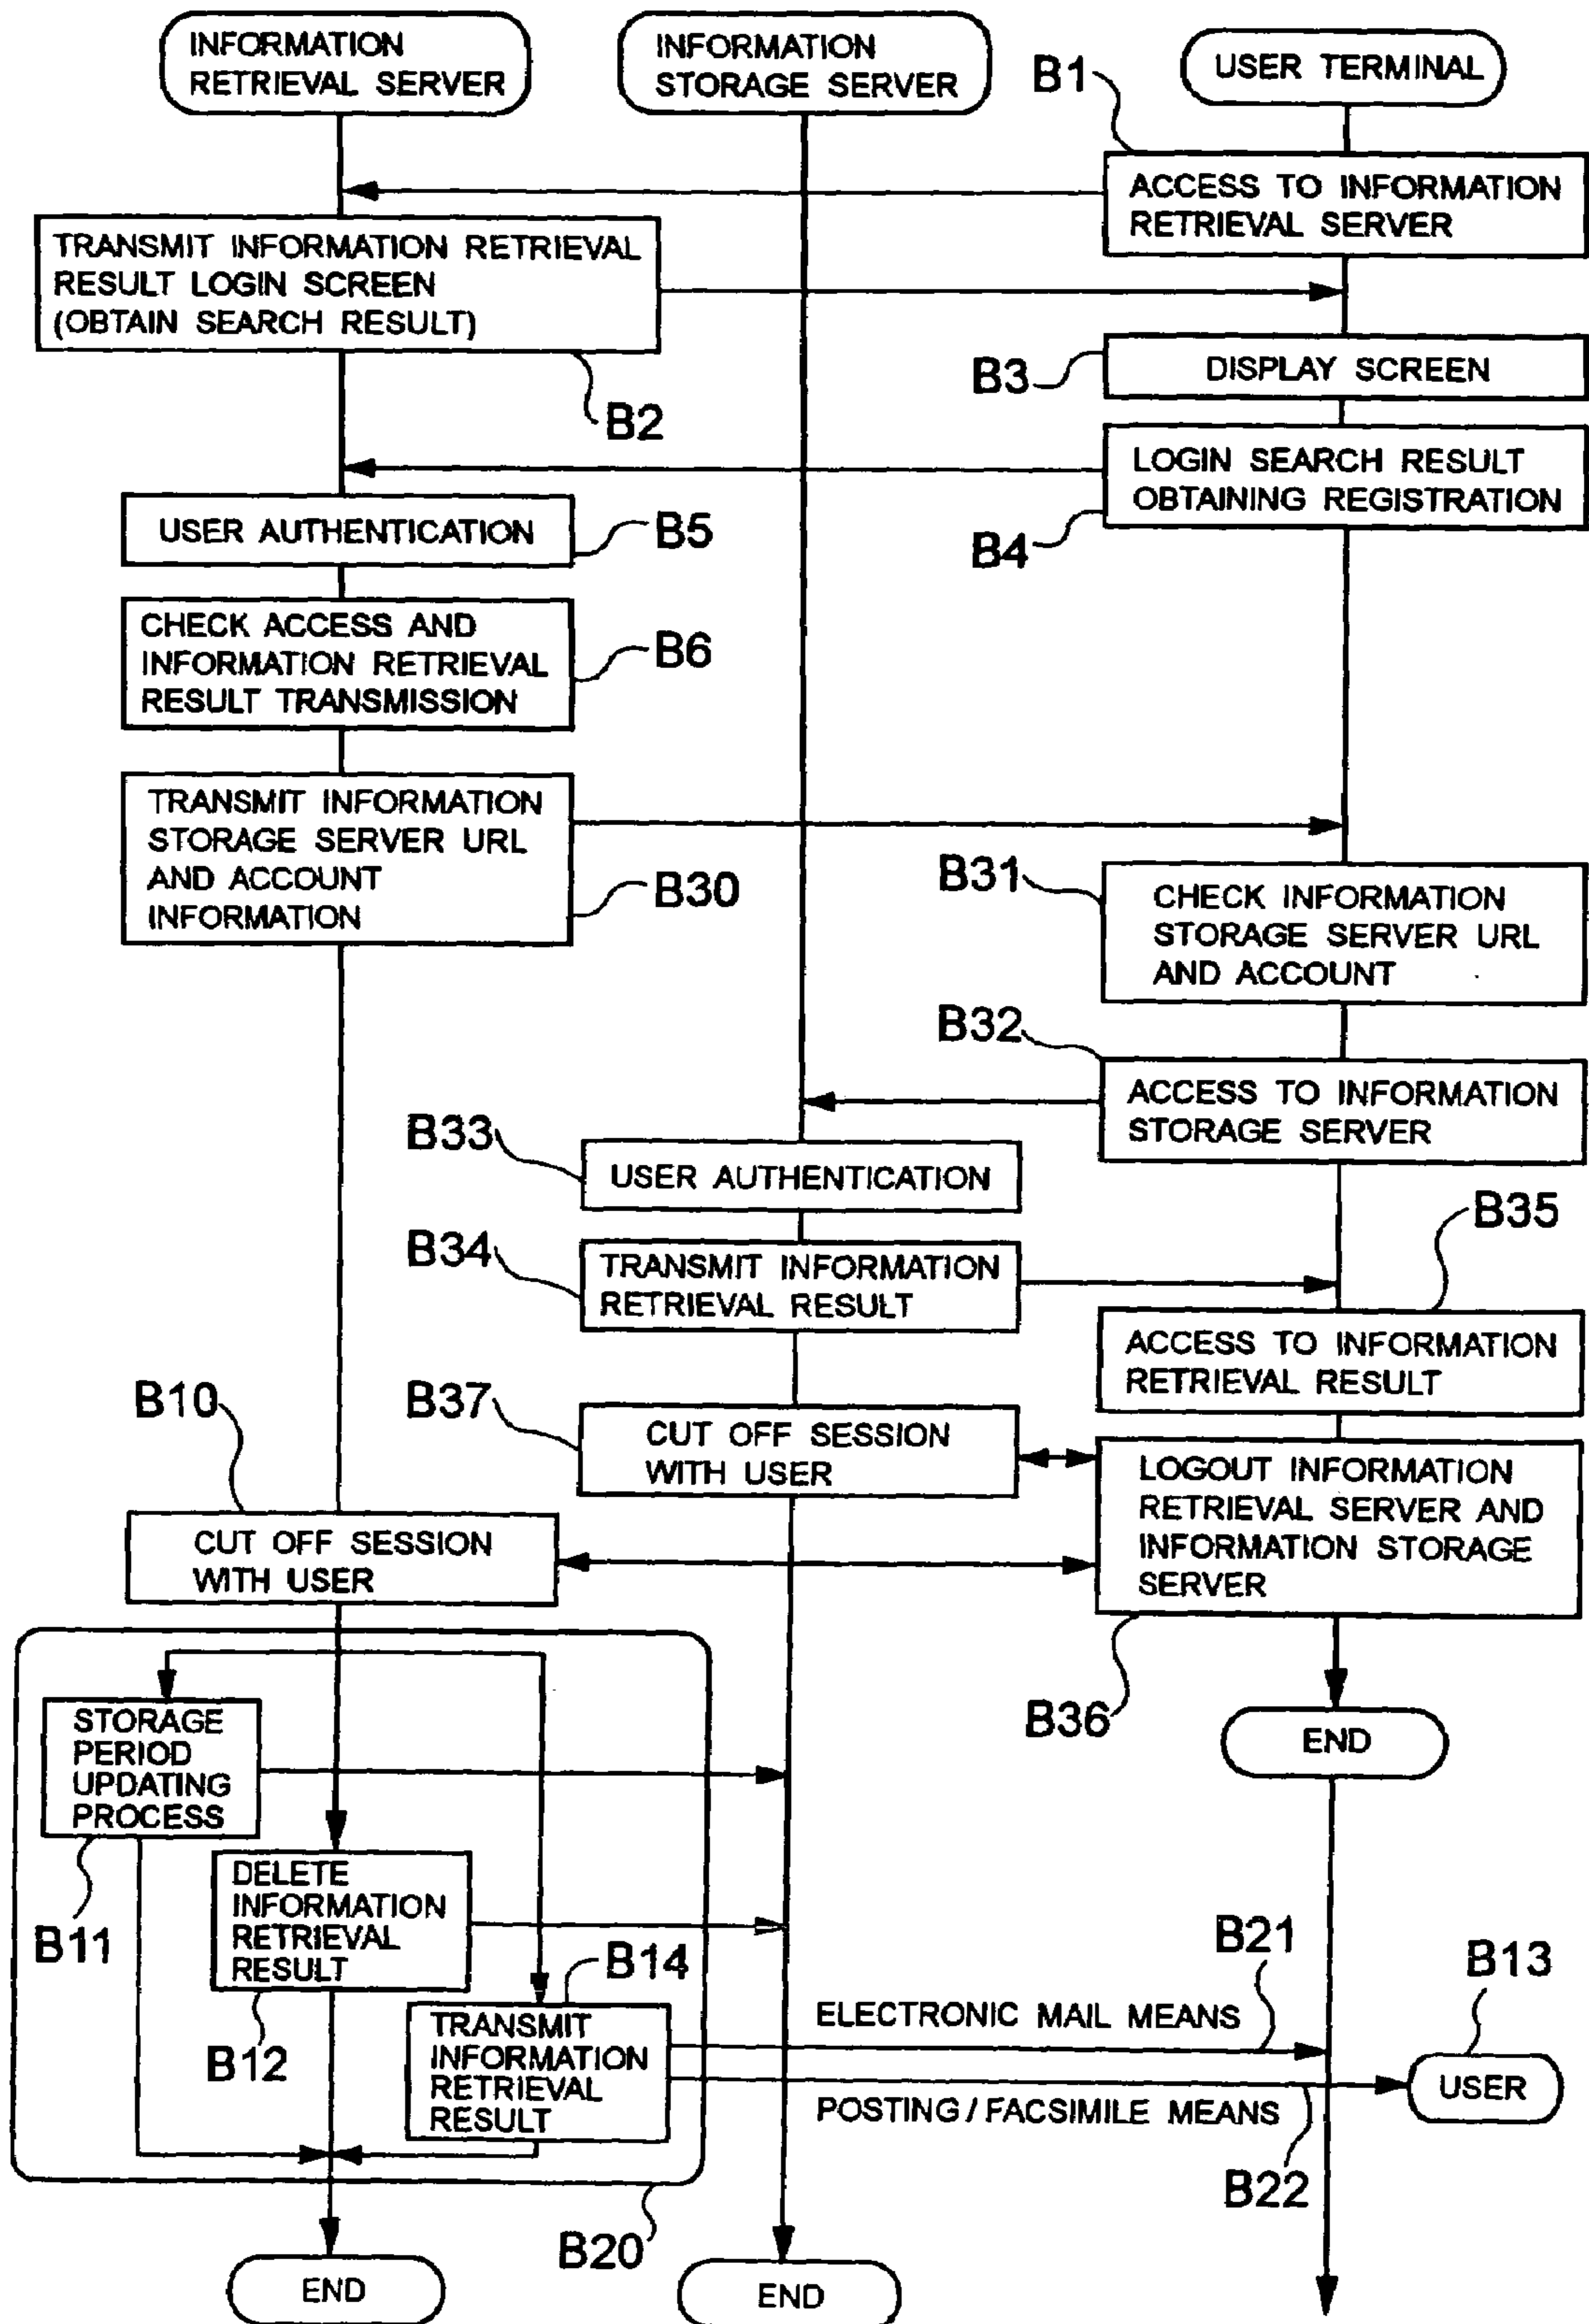 INFORMATION
RETRIEVAL SERVER
INFORMATION
STORAGE SERVER
USER TERMINAL
B1
ACCESS TO INFORMATION
RETRIEVAL SERVER
TRANSMIT INFORMATION RETRIEVAL
RESULT LOGIN SCREEN
(OBTAIN SEARCH RESULT)
B2
B3
DISPLAY SCREEN
LOGIN SEARCH RESULT
OBTAINING REGISTRATION
B4
USER AUTHENTICATION
B5
CHECK ACCESS AND
INFORMATION RETRIEVAL
RESULT TRANSMISSION
B6
TRANSMIT INFORMATION
STORAGE SERVER URL
AND ACCOUNT
INFORMATION
B30
B31
CHECK INFORMATION
STORAGE SERVER URL
AND ACCOUNT
B32
ACCESS TO INFORMATION
STORAGE SERVER
B33
USER AUTHENTICATION
B34
TRANSMIT INFORMATION
RETRIEVAL RESULT
B35
ACCESS TO INFORMATION
RETRIEVAL RESULT
B10
B37
CUT OFF SESSION
WITH USER
LOGOUT INFORMATION
RETRIEVAL SERVER AND
INFORMATION STORAGE
SERVER
CUT OFF SESSION
WITH USER
B36
END
STORAGE
PERIOD
UPDATING
PROCESS
B11
DELETE
INFORMATION
RETRIEVAL
RESULT
B12
B14
TRANSMIT
INFORMATION
RETRIEVAL
RESULT
ELECTRONIC MAIL MEANS
B21
B13
USER
POSTING / FACSIMILE MEANS
B22
B20
END
END